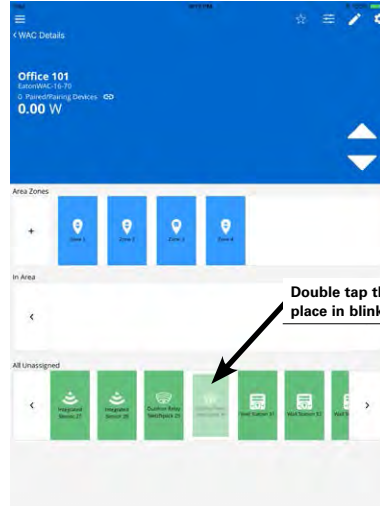 < WAC Details
Office 101
EatonWAC-16-70
0 Paired/Pairing Devices
0.00 W
Area Zones
+
Zone 1
Zone 2
Zone 3
Zone 4
In Area
<
Double tap th
place in blink
All Unassigned
<
Integrated
Sensor 27
Integrated
Sensor 28
Outdoor Relay
Switchpack 29
Wall Station 31
Wall Station 32
Wall S
>